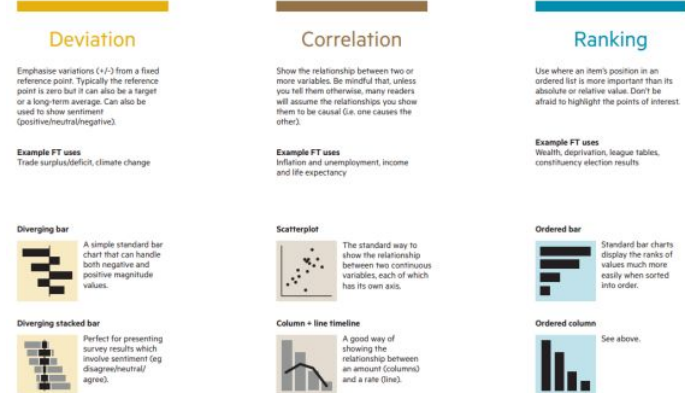 Deviation
Emphasise variations (+/-) from a fixed
reference point. Typically the reference
point is zero but it can also be a target
or a long-term average. Can also be
used to show sentiment
(positive/neutral/negative).
Example FT uses
Trade surplus/deficit, climate change
Diverging bar
A simple standard bar
chart that can handle
both negative and
positive magnitude
values.
Diverging stacked bar
Perfect for presenting
survey results which
involve sentiment (eg
disagree/neutral/
agree).
Correlation
Show the relationship between two or
more variables. Be mindful that, unless
you tell them otherwise, many readers
will assume the relationships you show
them to be causal (i.e. one causes the
other).
Example FT uses
Inflation and unemployment, income
and life expectancy
Scatterplot
The standard way to
show the relationship
between two continuous
variables, each of which
has its own axis.
Column + line timeline
A good way of
showing the
relationship between
an amount (columns)
and a rate (line).
Ranking
Use where an item's position in an
ordered list is more important than its
absolute or relative value. Don't be
afraid to highlight the points of interest.
Example FT uses
Wealth, deprivation, league tables,
constituency election results
Ordered bar
Standard bar charts
display the ranks of
values much more
easily when sorted
into order.
Ordered column
See above.